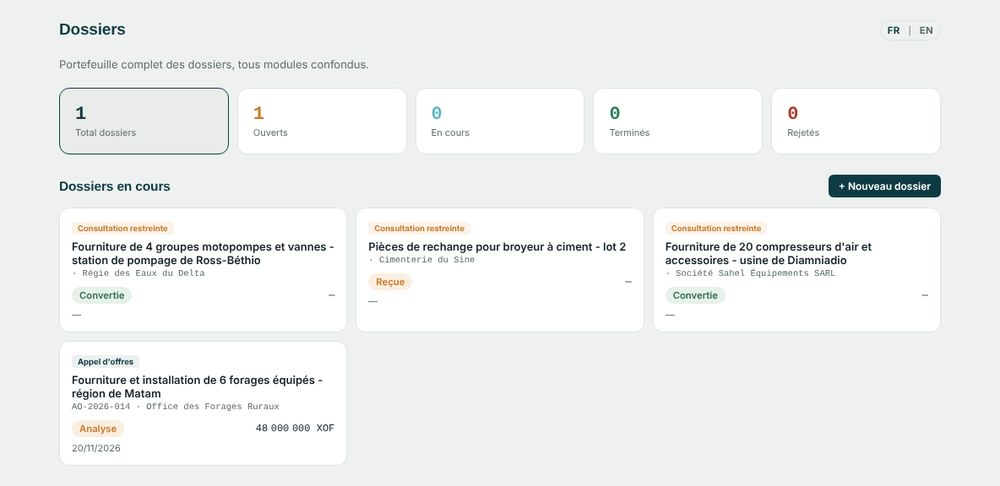 Dossiers
FR | EN
Portefeuille complet des dossiers, tous modules confondus.
1
Total dossiers
1
Ouverts
0
En cours
0
Terminés
0
Rejetés
Dossiers en cours
+ Nouveau dossier
Consultation restreinte
Fourniture de 4 groupes motopompes et vannes -
station de pompage de Ross-Béthio
· Régie des Eaux du Delta
Convertie —
—
Consultation restreinte
Pièces de rechange pour broyeur à ciment - lot 2
· Cimenterie du Sine
Reçue —
—
Consultation restreinte
Fourniture de 20 compresseurs d'air et
accessoires - usine de Diamniadio
· Société Sahel Équipements SARL
Convertie —
—
Appel d'offres
Fourniture et installation de 6 forages équipés -
région de Matam
AO-2026-014 · Office des Forages Ruraux
Analyse 48 000 000 XOF
20/11/2026